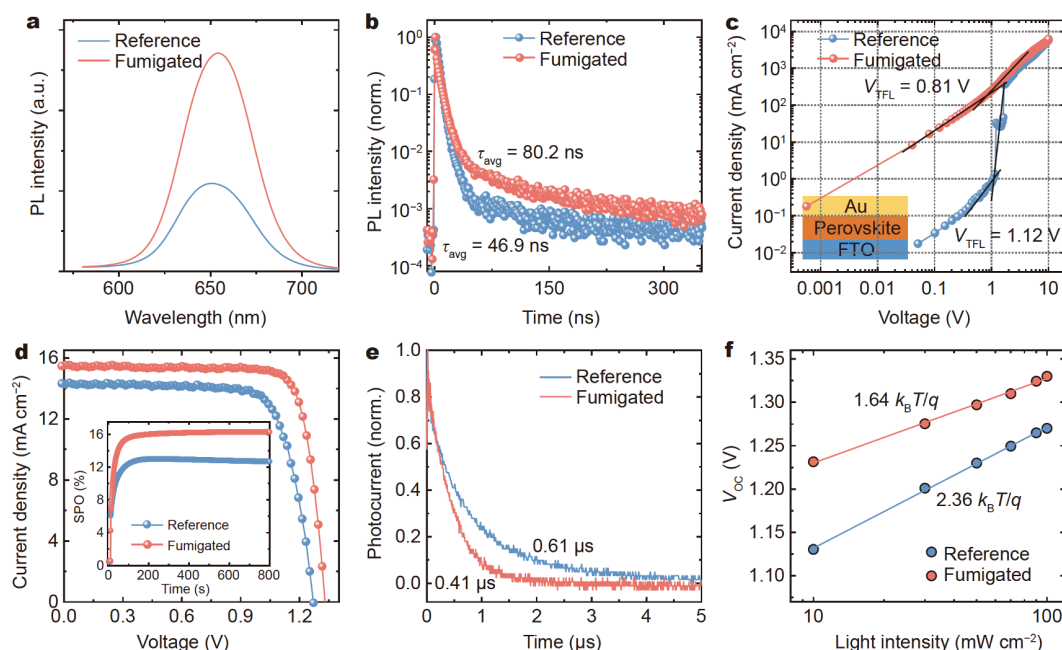 a
Reference
Fumigated
PL intensity (a.u.)
600 650 700
Wavelength (nm)
b
Reference
Fumigated
τavg = 80.2 ns
τavg = 46.9 ns
PL intensity (norm.)
10⁰
10⁻¹
10⁻²
10⁻³
10⁻⁴
0 150 300
Time (ns)
c
Reference
Fumigated
VTFL = 0.81 V
VTFL = 1.12 V
Au
Perovskite
FTO
Current density (mA cm⁻²)
10⁴
10³
10²
10¹
10⁰
10⁻¹
10⁻²
0.001 0.01 0.1 1 10
Voltage (V)
d
Current density (mA cm⁻²)
16
12
8
4
0
0.0 0.3 0.6 0.9 1.2
Voltage (V)
SPO (%)
16
12
8
4
0
Reference
Fumigated
0 200 400 600 800
Time (s)
e
Reference
Fumigated
0.61 μs
0.41 μs
Photocurrent (norm.)
1.0
0.8
0.6
0.4
0.2
0.0
0 1 2 3 4 5
Time (μs)
f
1.64 kBT/q
2.36 kBT/q
Reference
Fumigated
VOC (V)
1.35
1.30
1.25
1.20
1.15
1.10
10 100
Light intensity (mW cm⁻²)